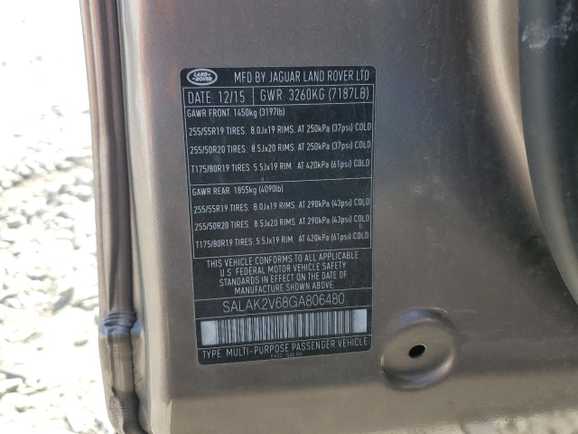 LAND ROVER
MFD BY JAGUAR LAND ROVER LTD
DATE: 12/15 GWR 3260KG (7187LB)
GAWR FRONT 1450kg (3197lb)
255/55R19 TIRES. 8.0Jx19 RIMS. AT 250kPa (37psi) COLD
255/50R20 TIRES. 8.5Jx20 RIMS. AT 250kPa (37psi) COLD
T175/80R19 TIRES. 5.5Jx19 RIM. AT 420kPa (61psi) COLD
GAWR REAR 1855kg (4090lb)
255/55R19 TIRES. 8.0Jx19 RIMS. AT 290kPa (43psi) COLD
255/50R20 TIRES. 8.5Jx20 RIMS. AT 290kPa (43psi) COLD
T175/80R19 TIRES. 5.5Jx19 RIM. AT 420kPa (61psi) COLD
THIS VEHICLE CONFORMS TO ALL APPLICABLE
U.S FEDERAL MOTOR VEHICLE SAFETY
STANDARDS IN EFFECT ON THE DATE OF
MANUFACTURE SHOWN ABOVE
SALAK2V68GA806480
TYPE: MULTI-PURPOSE PASSENGER VEHICLE